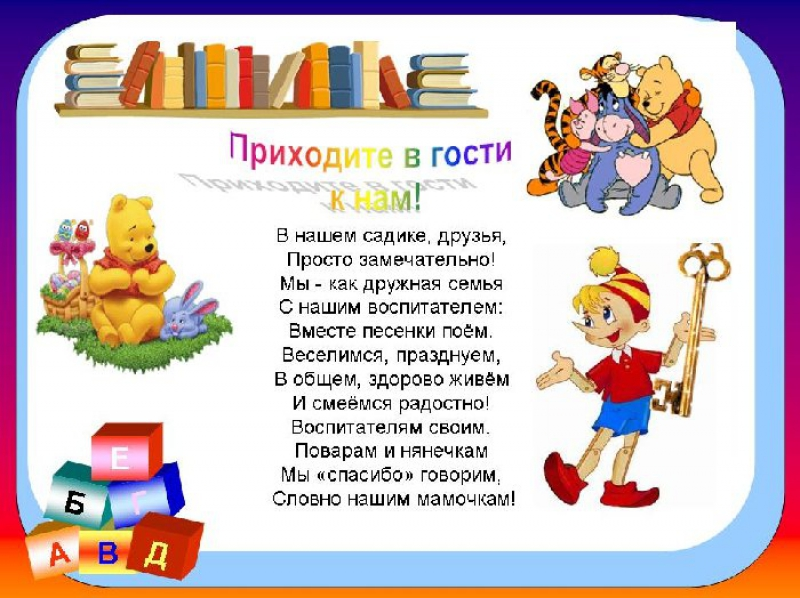 Приходите в гости
к нам!
В нашем садике, друзья,
Просто замечательно!
Мы - как дружная семья
С нашим воспитателем:
Вместе песенки поём.
Веселимся, празднуем,
В общем, здорово живём
И смеёмся радостно!
Воспитателям своим.
Поварам и нянечкам
Мы «спасибо» говорим,
Словно нашим мамочкам!
Е
Б Г
А В Д